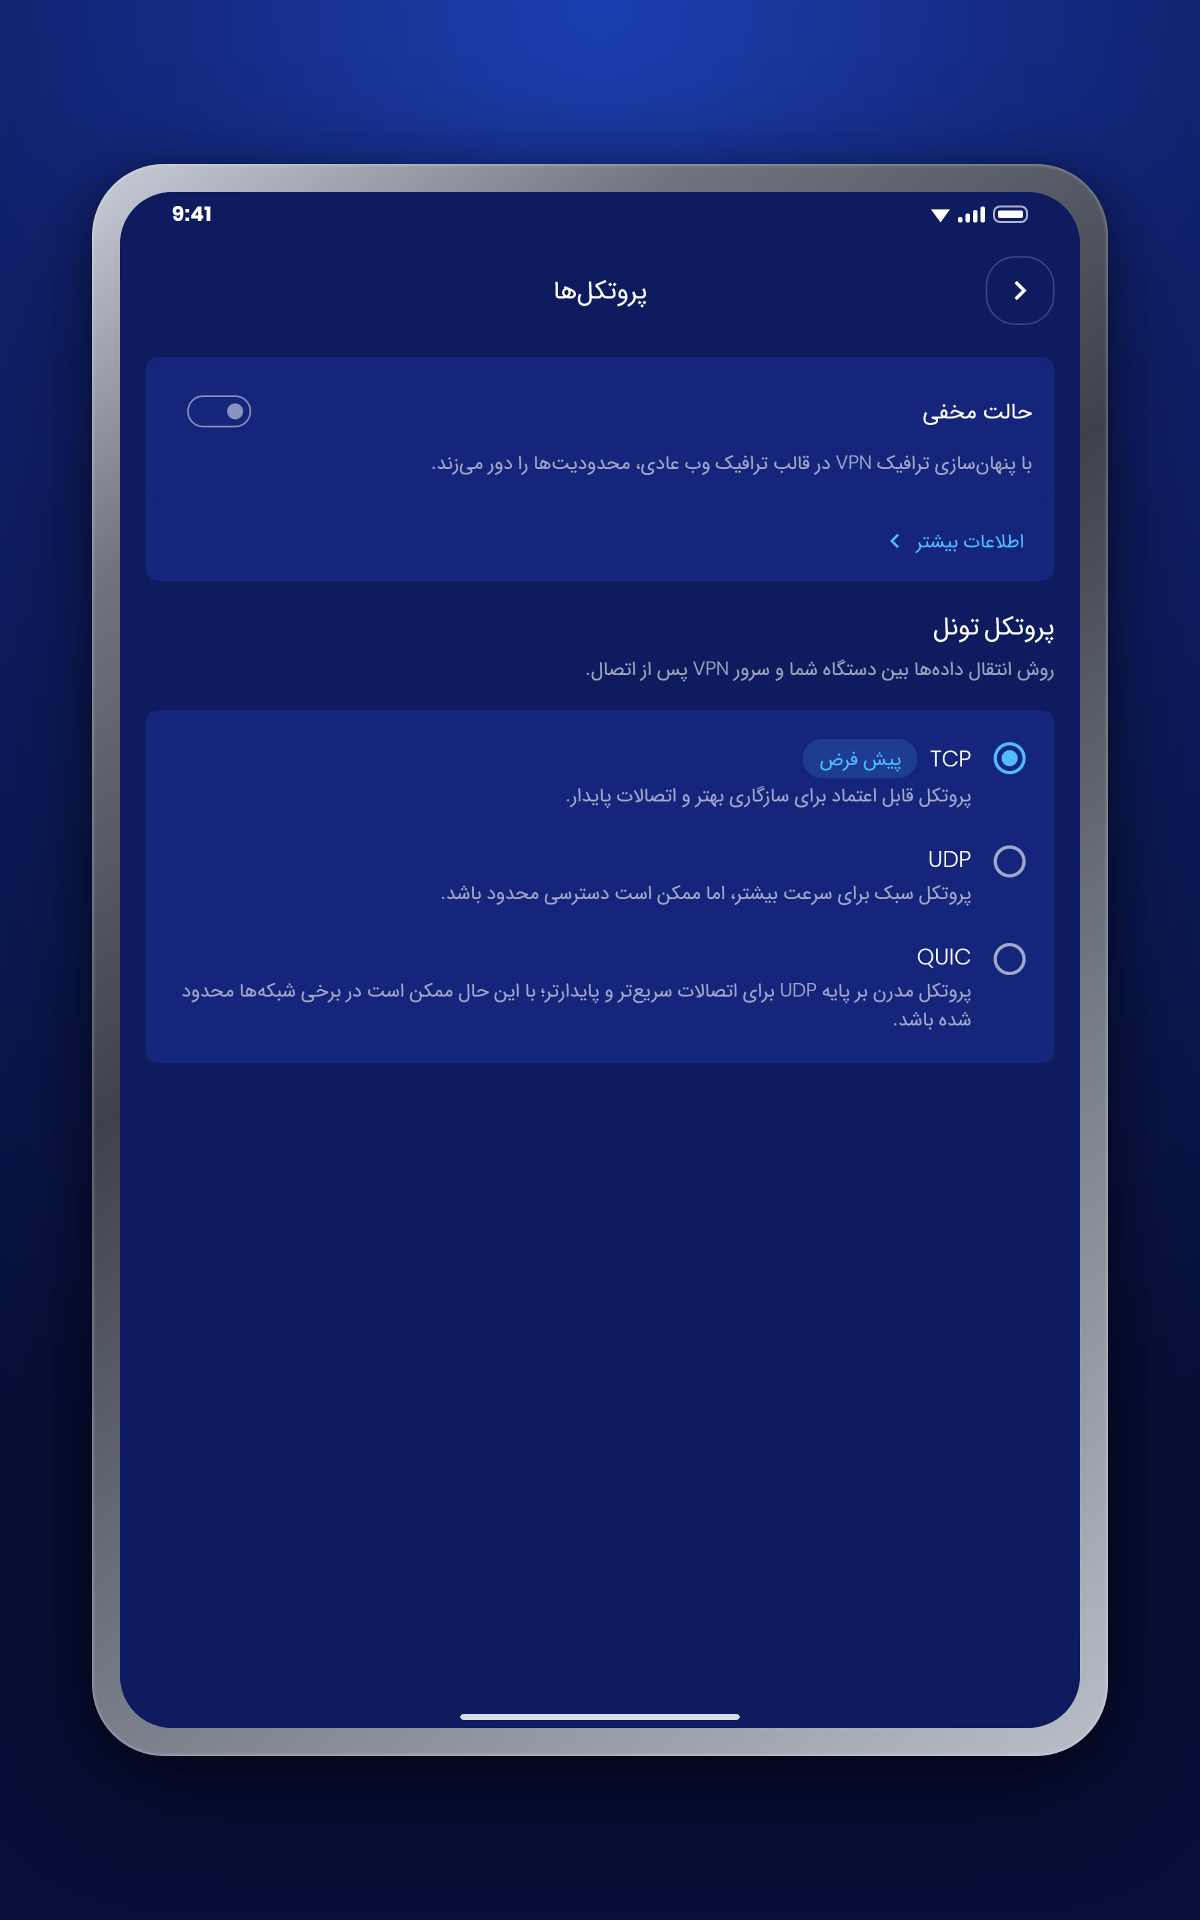 9:41
پروتکل‌ها
حالت مخفی
با پنهان‌سازی ترافیک VPN در قالب ترافیک وب عادی، محدودیت‌ها را دور می‌زند.
اطلاعات بیشتر
پروتکل تونل
روش انتقال داده‌ها بین دستگاه شما و سرور VPN پس از اتصال.
TCP پیش فرض
پروتکل قابل اعتماد برای سازگاری بهتر و اتصالات پایدار.
UDP
پروتکل سبک برای سرعت بیشتر، اما ممکن است دسترسی محدود باشد.
QUIC
پروتکل مدرن بر پایه UDP برای اتصالات سریع‌تر و پایدارتر؛ با این حال ممکن است در برخی شبکه‌ها محدود
شده باشد.